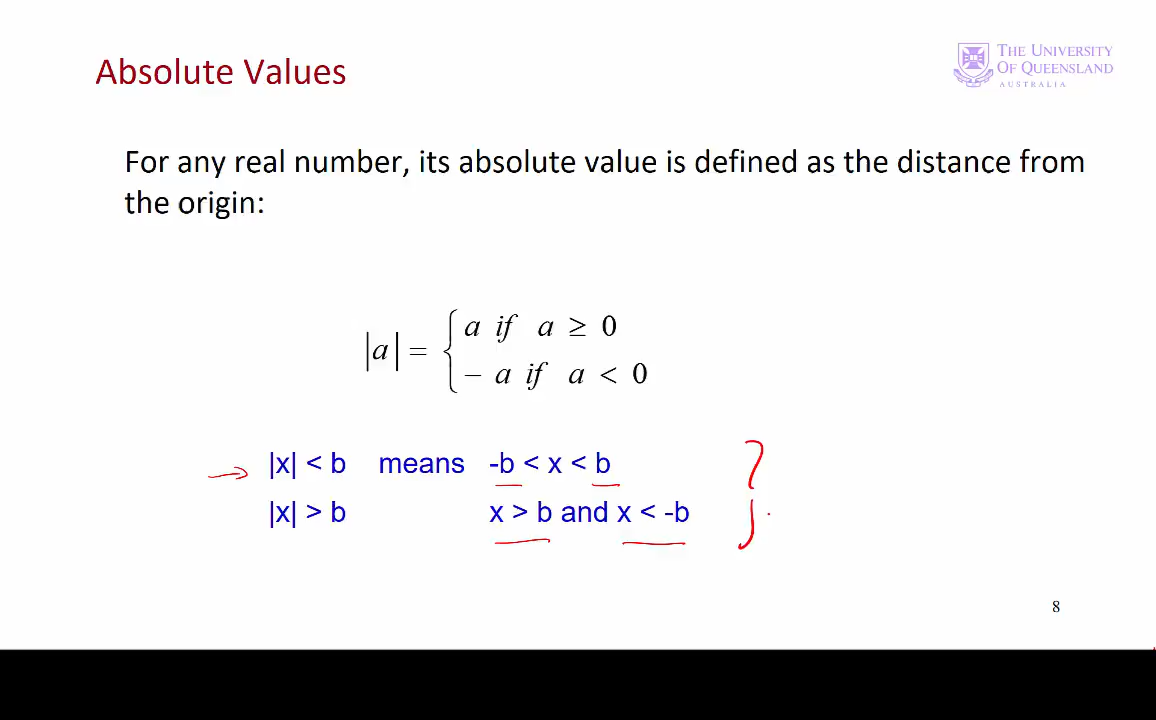 Absolute Values
THE UNIVERSITY
OF QUEENSLAND
AUSTRALIA
For any real number, its absolute value is defined as the distance from
the origin:
|a| = { a if a ≥ 0
− a if a < 0
|x| < b means -b < x < b
|x| > b x > b and x < -b
8